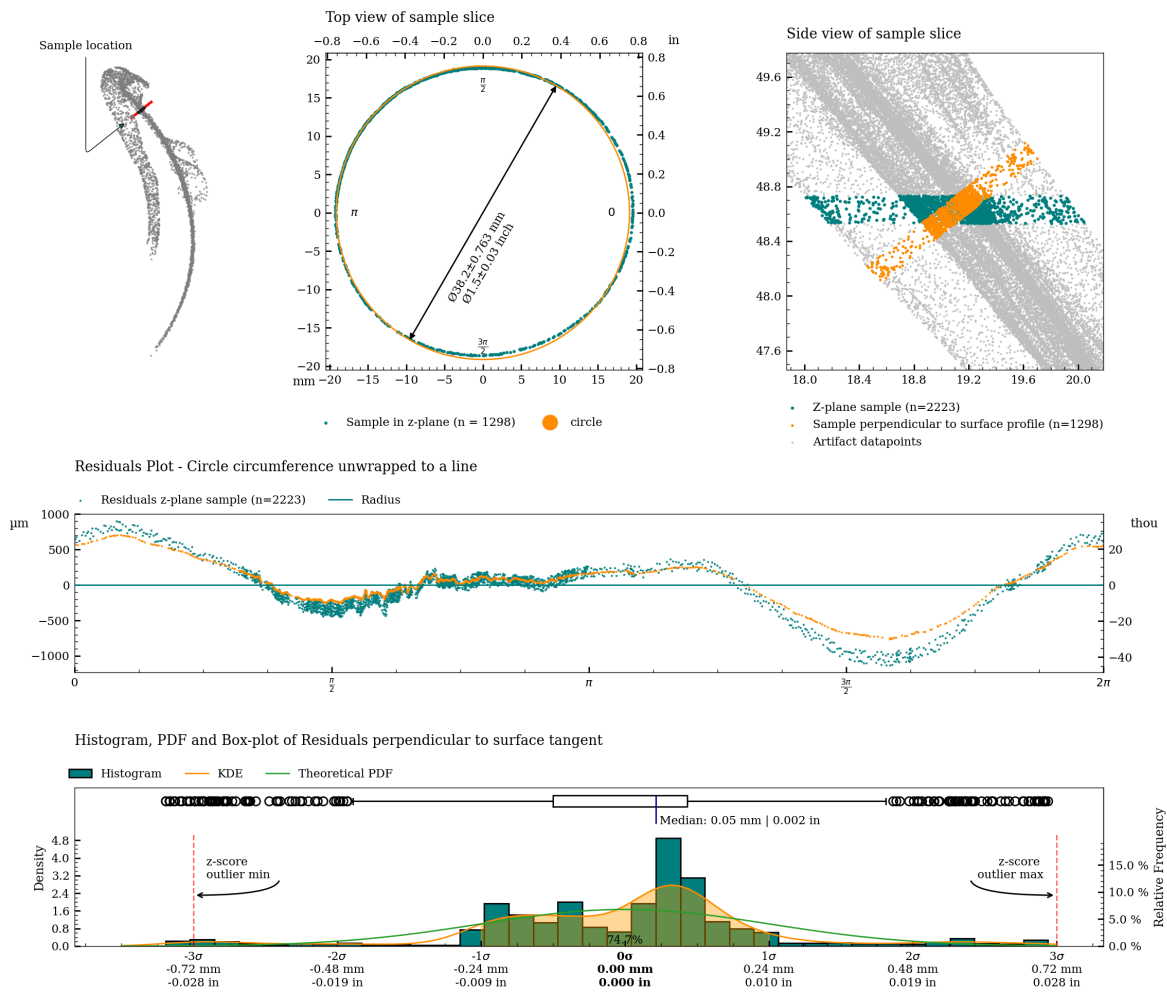 Sample location
Top view of sample slice
−0.8 −0.6 −0.4 −0.2 0.0 0.2 0.4 0.6 0.8 in
20
15
10
5
0
−5
−10
−15
−20
0.8
0.6
0.4
0.2
0.0
−0.2
−0.4
−0.6
−0.8
π/2
π
0
3π/2
Ø38.2±0.763 mm
Ø1.5±0.03 inch
mm −20 −15 −10 −5 0 5 10 15 20
Sample in z-plane (n = 1298) circle
Side view of sample slice
49.6
49.2
48.8
48.4
48.0
47.6
18.0 18.4 18.8 19.2 19.6 20.0
Z-plane sample (n=2223)
Sample perpendicular to surface profile (n=1298)
Artifact datapoints
Residuals Plot - Circle circumference unwrapped to a line
Residuals z-plane sample (n=2223) Radius
µm
1000
500
0
−500
−1000
thou
20
0
−20
−40
0 π/2 π 3π/2 2π
Histogram, PDF and Box-plot of Residuals perpendicular to surface tangent
Histogram KDE Theoretical PDF
Median: 0.05 mm | 0.002 in
Density
4.8
4.0
3.2
2.4
1.6
0.8
0.0
z-score
outlier min
z-score
outlier max
74.7%
15.0 %
10.0 %
5.0 %
0.0 %
Relative Frequency
-3σ -2σ -1σ 0σ 1σ 2σ 3σ
-0.72 mm -0.48 mm -0.24 mm 0.00 mm 0.24 mm 0.48 mm 0.72 mm
-0.028 in -0.019 in -0.009 in 0.000 in 0.010 in 0.019 in 0.028 in